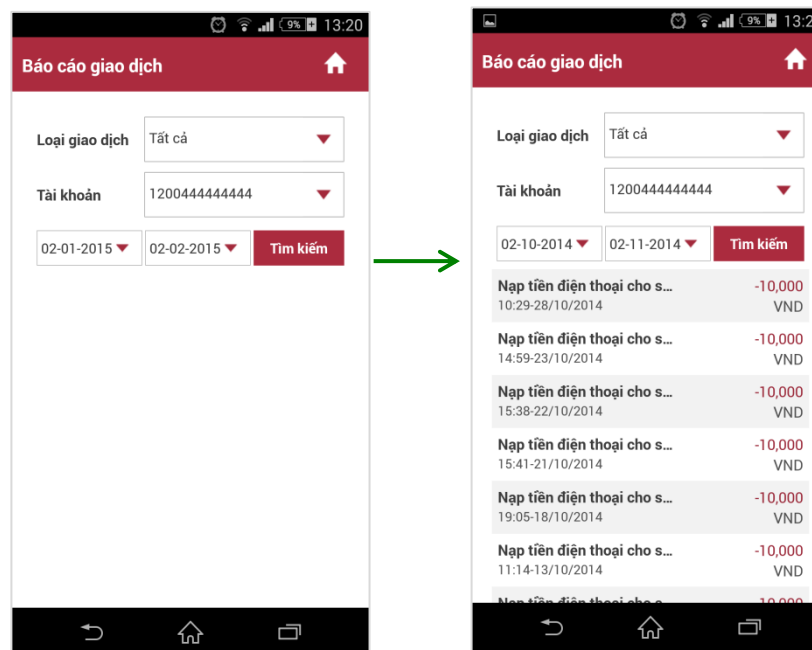 9% 13:20
Báo cáo giao dịch
Loại giao dịch Tất cả
Tài khoản 1200444444444
02-01-2015 02-02-2015 Tìm kiếm
9% 13:2
Báo cáo giao dịch
Loại giao dịch Tất cả
Tài khoản 1200444444444
02-10-2014 02-11-2014 Tìm kiếm
Nạp tiền điện thoại cho s... -10,000
10:29-28/10/2014 VND
Nạp tiền điện thoại cho s... -10,000
14:59-23/10/2014 VND
Nạp tiền điện thoại cho s... -10,000
15:38-22/10/2014 VND
Nạp tiền điện thoại cho s... -10,000
15:41-21/10/2014 VND
Nạp tiền điện thoại cho s... -10,000
19:05-18/10/2014 VND
Nạp tiền điện thoại cho s... -10,000
11:14-13/10/2014 VND